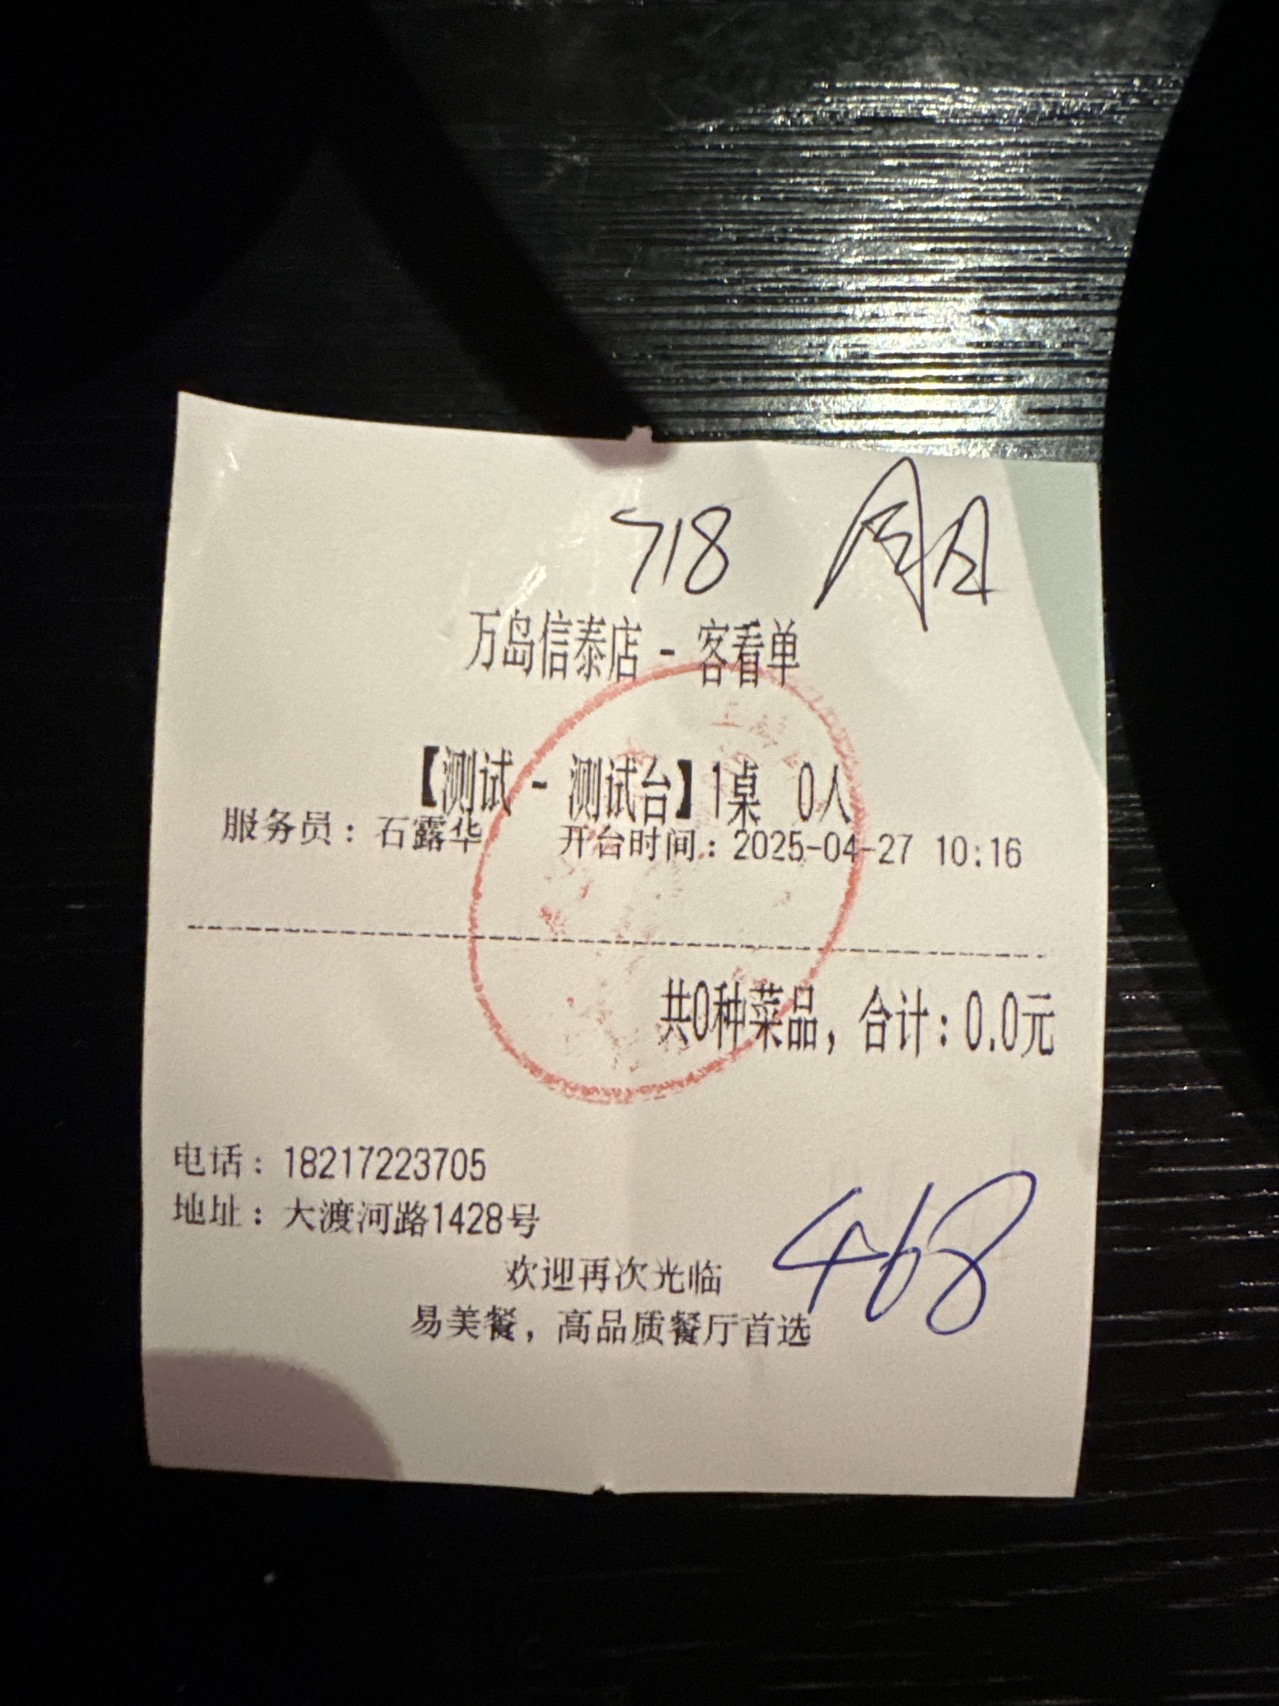 718
万岛信泰店 - 客看单
【测试 - 测试台】1桌 0人
服务员：石露华 开台时间：2025-04-27 10:16
共0种菜品，合计：0.0元
电话：18217223705
地址：大渡河路1428号
468
欢迎再次光临
易美餐，高品质餐厅首选